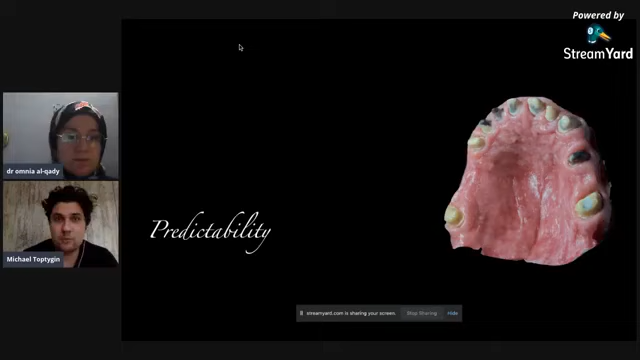 Powered by
StreamYard
dr omnia al-qady
Michael Toptygin
Predictability
streamyard.com is sharing your screen.
Stop Sharing
Hide